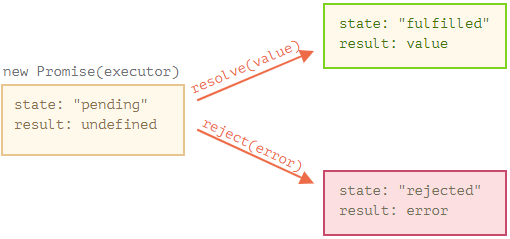 new Promise(executor)
state: "pending"
result: undefined
resolve(value)
state: "fulfilled"
result: value
reject(error)
state: "rejected"
result: error